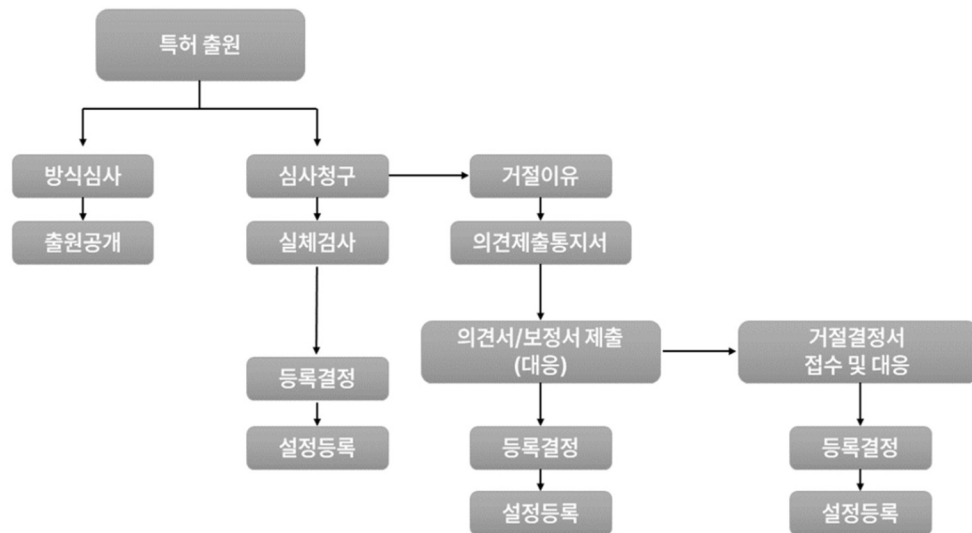 특허 출원
방식심사
심사청구
거절이유
출원공개
실체검사
의견제출통지서
의견서/보정서 제출
(대응)
거절결정서
접수 및 대응
등록결정
설정등록
등록결정
등록결정
설정등록
설정등록